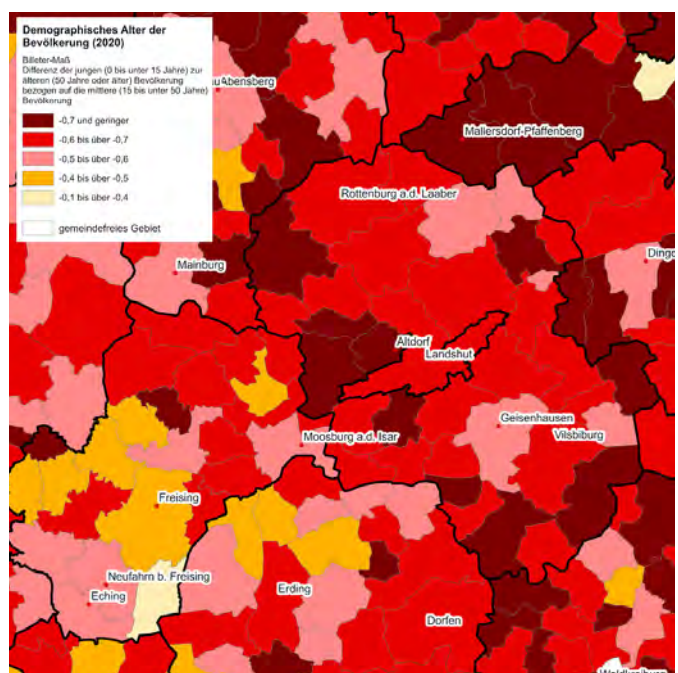 Demographisches Alter der
Bevölkerung (2020)
Billeter-Maß
Differenz der jungen (0 bis unter 15 Jahre) zur
älteren (50 Jahre oder älter) Bevölkerung
bezogen auf die mittlere (15 bis unter 50 Jahre)
Bevölkerung
-0,7 und geringer
-0,6 bis über -0,7
-0,5 bis über -0,6
-0,4 bis über -0,5
-0,1 bis über -0,4
gemeindefreies Gebiet
Abensberg
Mallersdorf-Pfaffenberg
Rottenburg a.d. Laaber
Mainburg
Dinge
Altdorf
Landshut
Geisenhausen
Vilsbiburg
Moosburg a.d. Isar
Freising
Neufahrn b. Freising
Eching
Erding
Dorfen